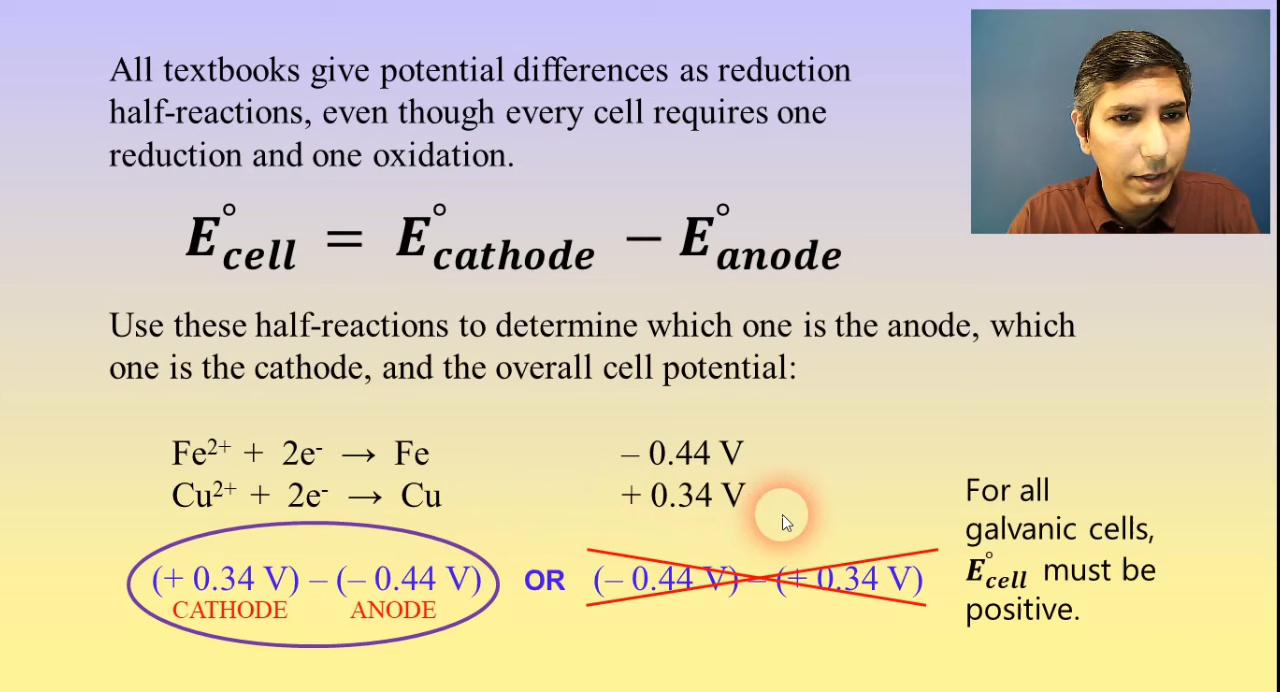 All textbooks give potential differences as reduction
half-reactions, even though every cell requires one
reduction and one oxidation.
E°cell = E°cathode − E°anode
Use these half-reactions to determine which one is the anode, which
one is the cathode, and the overall cell potential:
Fe²⁺ + 2e⁻ → Fe – 0.44 V
Cu²⁺ + 2e⁻ → Cu + 0.34 V
(+ 0.34 V) – (– 0.44 V) OR (– 0.44 V) – (+ 0.34 V)
CATHODE ANODE
For all
galvanic cells,
E°cell must be
positive.